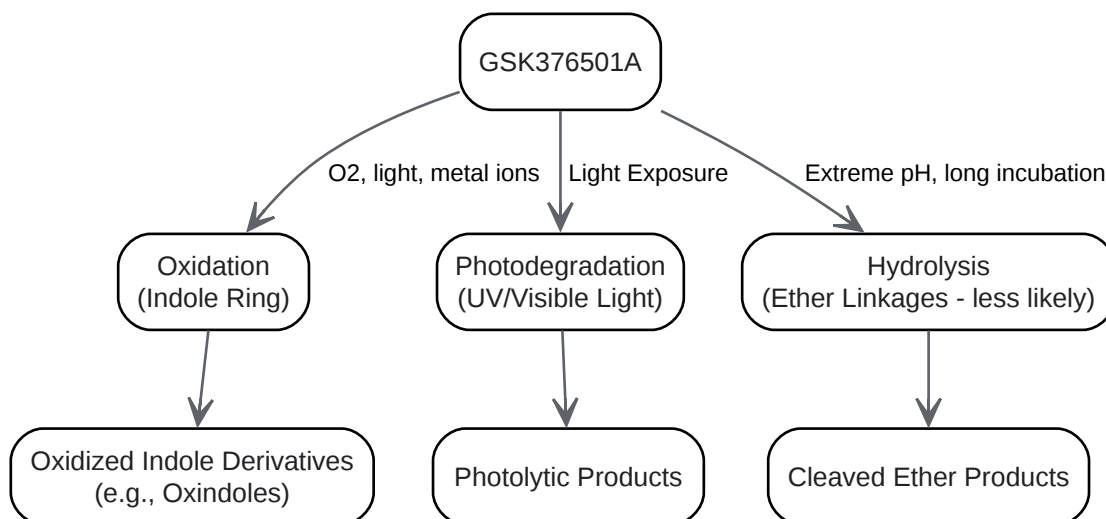 GSK376501A
O2, light, metal ions
Light Exposure
Extreme pH, long incubation
Oxidation
(Indole Ring)
Photodegradation
(UV/Visible Light)
Hydrolysis
(Ether Linkages - less likely)
Oxidized Indole Derivatives
(e.g., Oxindoles)
Photolytic Products
Cleaved Ether Products